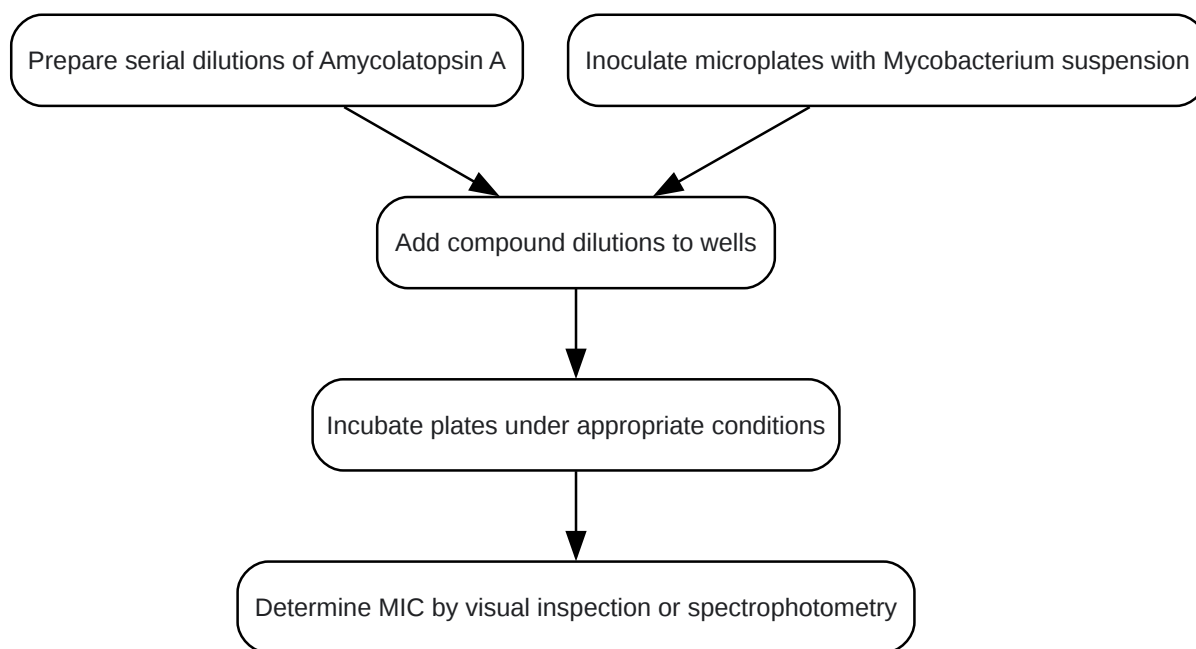 Prepare serial dilutions of Amycolatopsin A
Inoculate microplates with Mycobacterium suspension
Add compound dilutions to wells
Incubate plates under appropriate conditions
Determine MIC by visual inspection or spectrophotometry